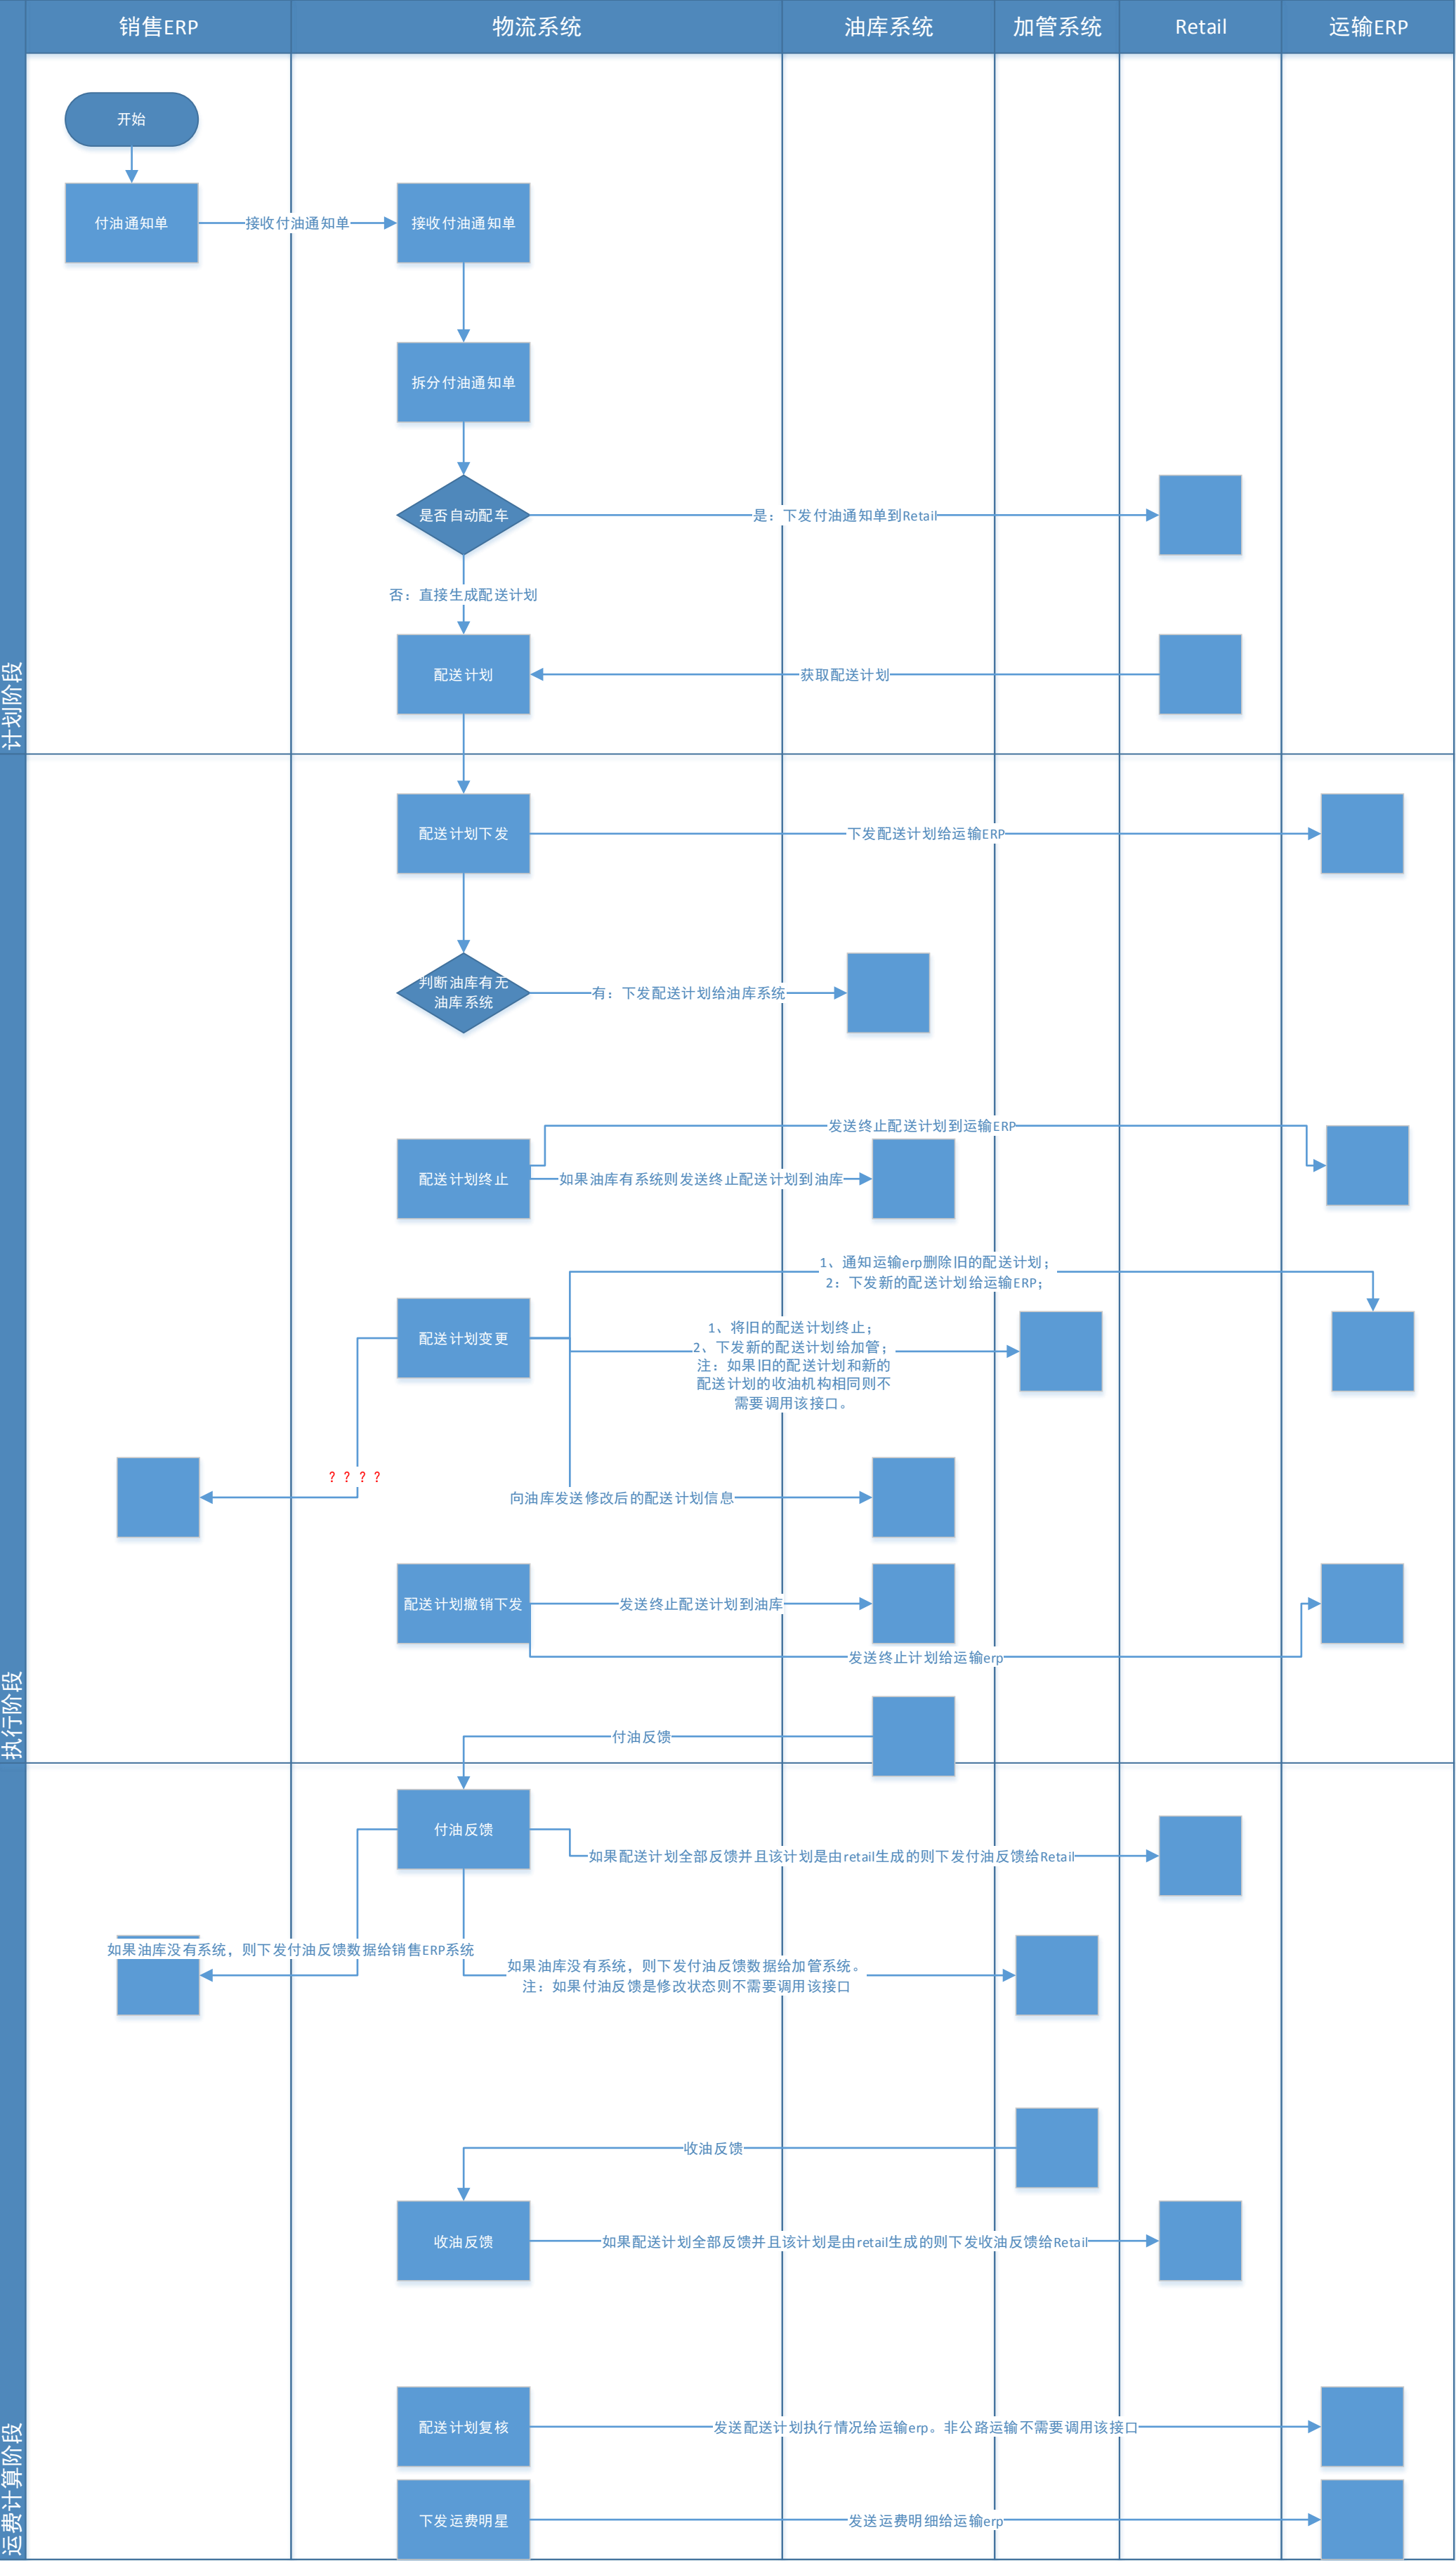 销售ERP
物流系统
油库系统
加管系统
Retail
运输ERP
计划阶段
开始
付油通知单
接收付油通知单
接收付油通知单
拆分付油通知单
是否自动配车
是：下发付油通知单到Retail
否：直接生成配送计划
配送计划
获取配送计划
执行阶段
配送计划下发
下发配送计划给运输ERP
判断油库有无
油库系统
有：下发配送计划给油库系统
发送终止配送计划到运输ERP
配送计划终止
如果油库有系统则发送终止配送计划到油库
1、通知运输erp删除旧的配送计划；
2：下发新的配送计划给运输ERP；
配送计划变更
1、将旧的配送计划终止；
2、下发新的配送计划给加管；
注：如果旧的配送计划和新的
配送计划的收油机构相同则不
需要调用该接口。
？？？？
向油库发送修改后的配送计划信息
配送计划撤销下发
发送终止配送计划到油库
发送终止计划给运输erp
付油反馈
运费计算阶段
付油反馈
如果配送计划全部反馈并且该计划是由retail生成的则下发付油反馈给Retail
如果油库没有系统，则下发付油反馈数据给销售ERP系统
如果油库没有系统，则下发付油反馈数据给加管系统。
注：如果付油反馈是修改状态则不需要调用该接口
收油反馈
收油反馈
如果配送计划全部反馈并且该计划是由retail生成的则下发收油反馈给Retail
配送计划复核
发送配送计划执行情况给运输erp。非公路运输不需要调用该接口
下发运费明星
发送运费明细给运输erp